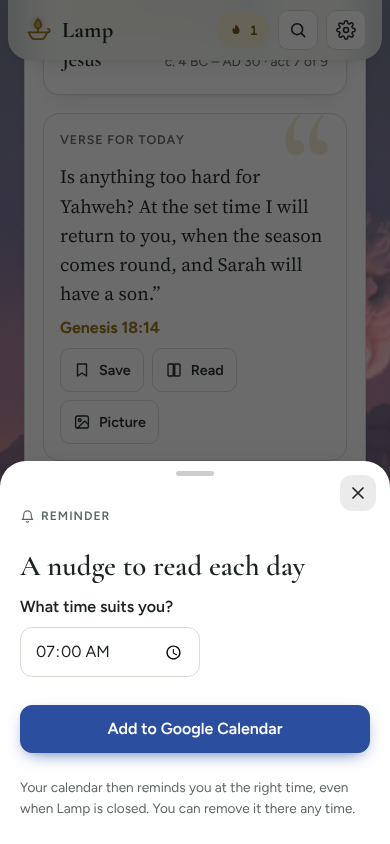 Lamp
1
Jesus
c. 4 BC – AD 30 · act 7 of 9
VERSE FOR TODAY
Is anything too hard for
Yahweh? At the set time I will
return to you, when the season
comes round, and Sarah will
have a son.”
Genesis 18:14
Save
Read
Picture
REMINDER
A nudge to read each day
What time suits you?
07:00 AM
Add to Google Calendar
Your calendar then reminds you at the right time, even
when Lamp is closed. You can remove it there any time.